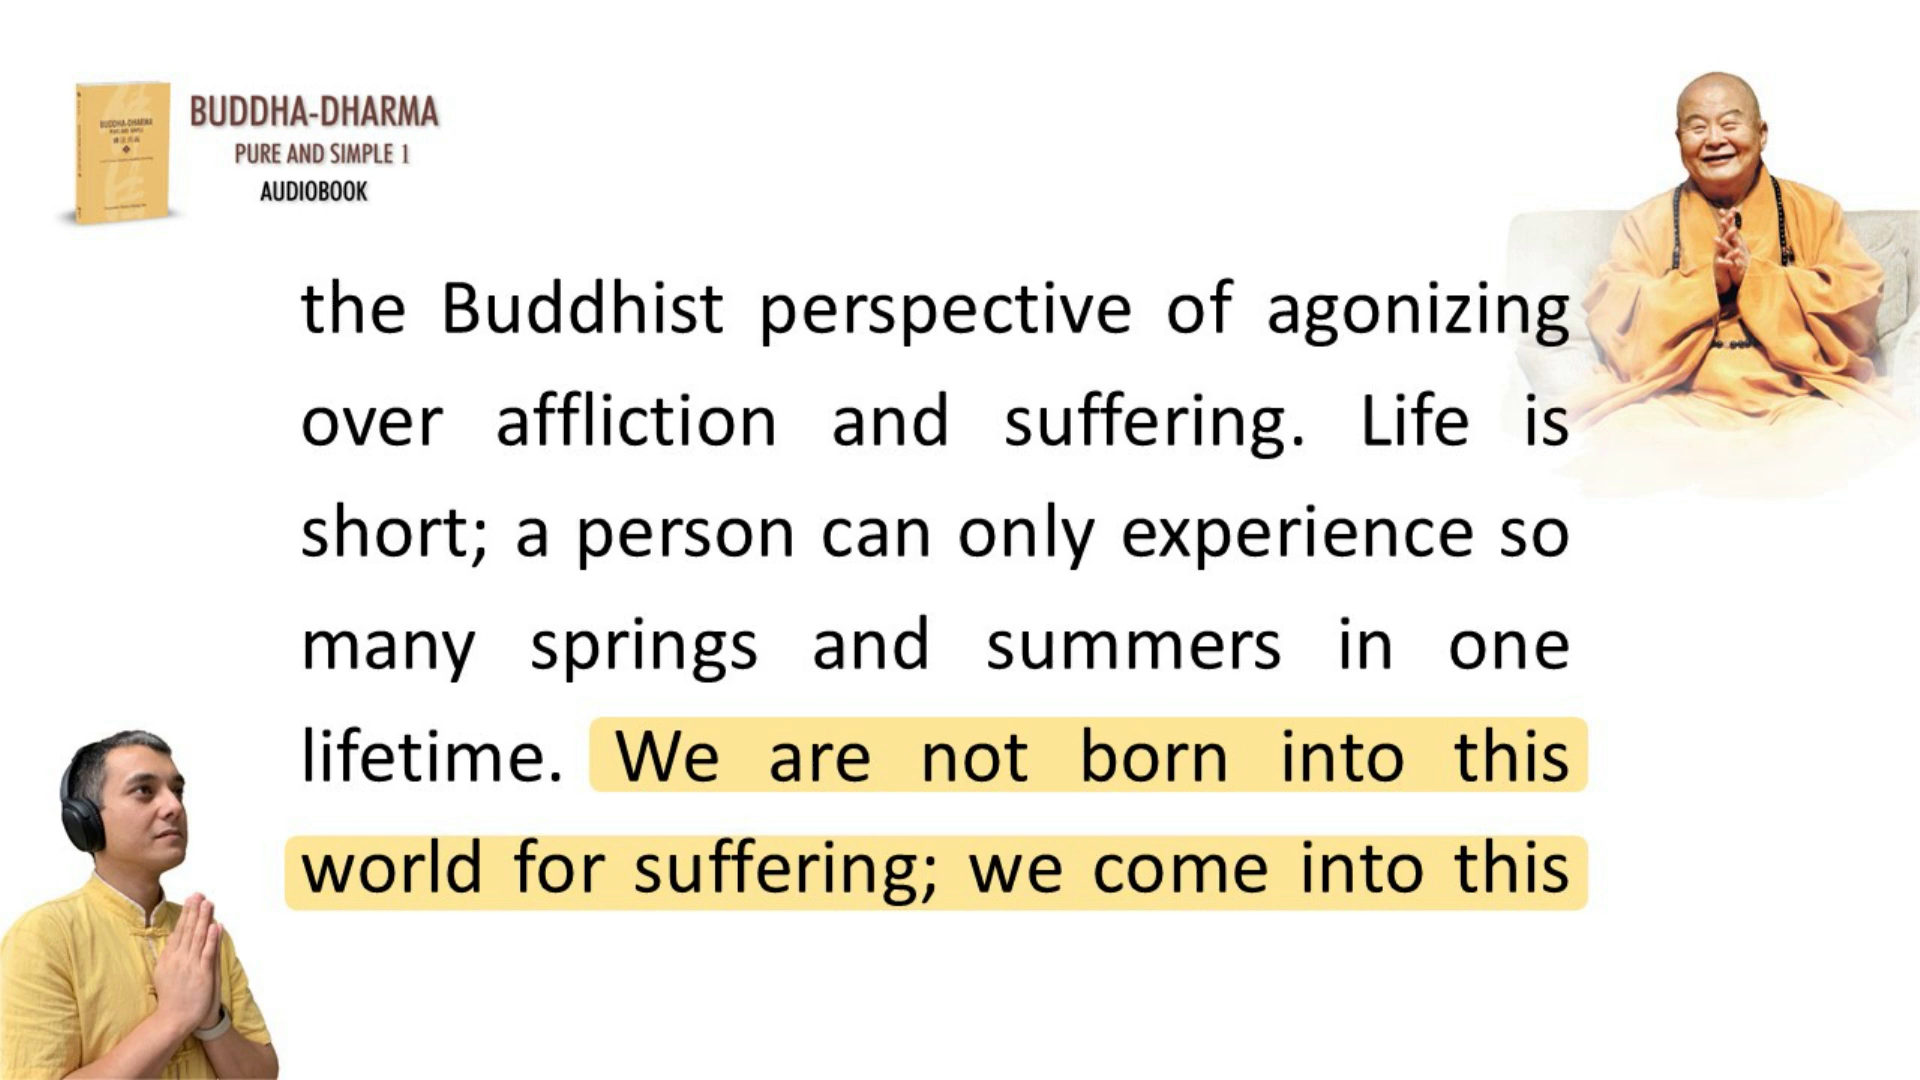 BUDDHA-DHARMA
PURE AND SIMPLE 1
AUDIOBOOK
BUDDHA-DHARMA
the Buddhist perspective of agonizing
over affliction and suffering. Life is
short; a person can only experience so
many springs and summers in one
lifetime. We are not born into this
world for suffering; we come into this